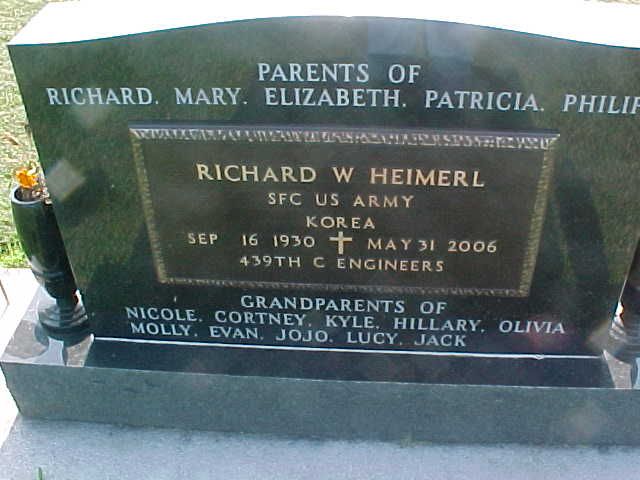 PARENTS OF
RICHARD. MARY. ELIZABETH. PATRICIA. PHILIP
RICHARD W HEIMERL
SFC US ARMY
KOREA
SEP 16 1930 ✝ MAY 31 2006
439TH C ENGINEERS
GRANDPARENTS OF
NICOLE. CORTNEY. KYLE. HILLARY. OLIVIA
MOLLY. EVAN. JOJO. LUCY. JACK